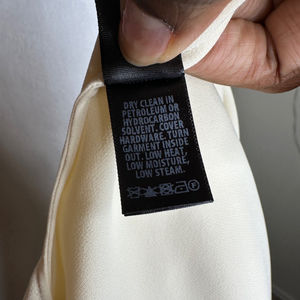 DRY CLEAN IN
PETROLEUM OR
HYDROCARBON
SOLVENT. COVER
HARDWARE. TURN
GARMENT INSIDE
OUT. LOW HEAT,
LOW MOISTURE,
LOW STEAM.
F